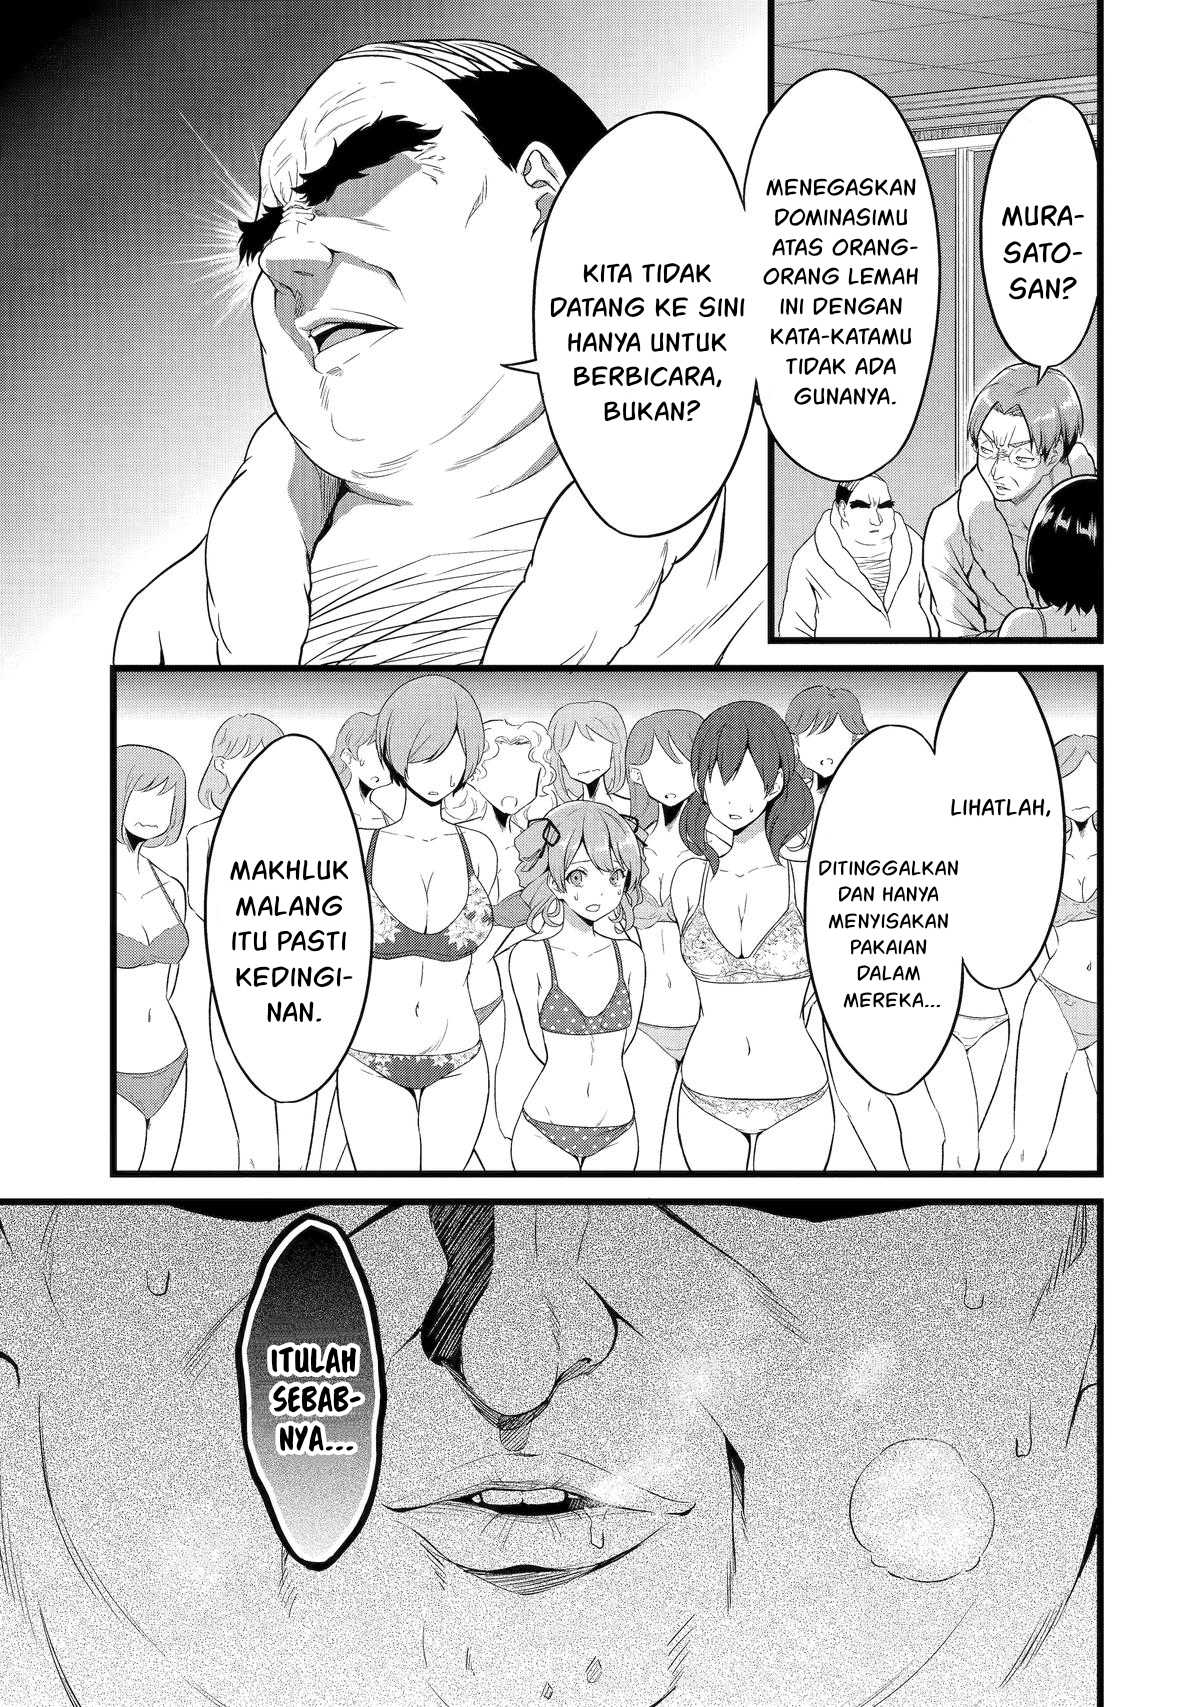 MURA-
SATO-
SAN?
MENEGASKAN
DOMINASIMU
ATAS ORANG-
ORANG LEMAH
INI DENGAN
KATA-KATAMU
TIDAK ADA
GUNANYA.
KITA TIDAK
DATANG KE SINI
HANYA UNTUK
BERBICARA,
BUKAN?
LIHATLAH,
DITINGGALKAN
DAN HANYA
MENYISAKAN
PAKAIAN
DALAM
MEREKA...
MAKHLUK
MALANG
ITU PASTI
KEDINGI-
NAN.
ITULAH
SEBAB-
NYA...